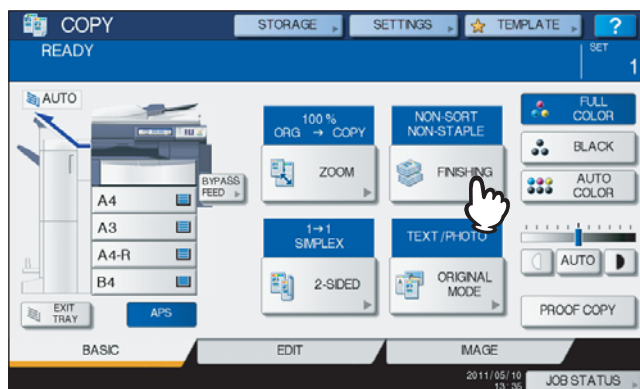 COPY
STORAGE
SETTINGS
TEMPLATE
?
READY
SET
1
AUTO
100 %
ORG → COPY
NON-SORT
NON-STAPLE
FULL
COLOR
BLACK
AUTO
COLOR
ZOOM
FINISHING
BYPASS
FEED
A4
A3
A4-R
B4
1→1
SIMPLEX
TEXT/PHOTO
2-SIDED
ORIGINAL
MODE
AUTO
EXIT
TRAY
APS
PROOF COPY
BASIC
EDIT
IMAGE
2011/05/10
13:35
JOB STATUS